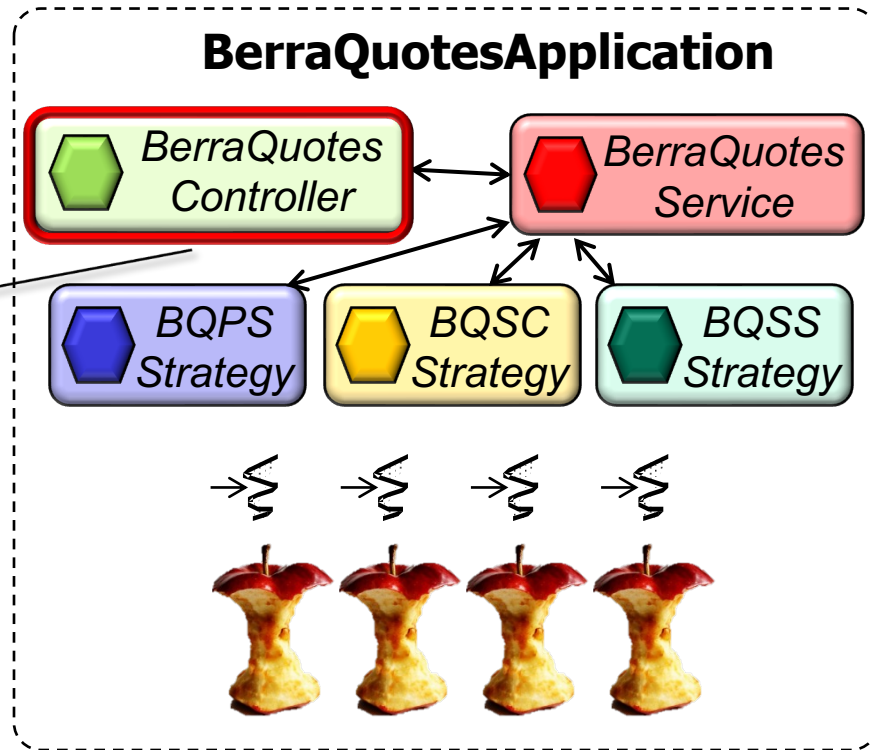 BerraQuotesApplication
BerraQuotes
Controller
BerraQuotes
Service
BQPS
Strategy
BQSC
Strategy
BQSS
Strategy